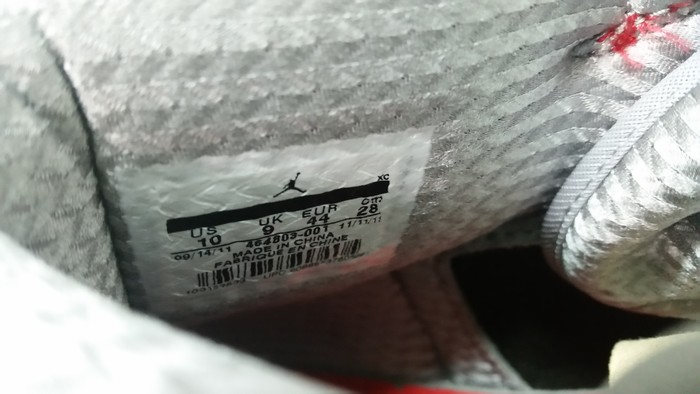 XC
US UK EUR cm
10 9 44 28
09/14/11 464803-001 11/11/11
MADE IN CHINA
FABRIQUE EN CHINE